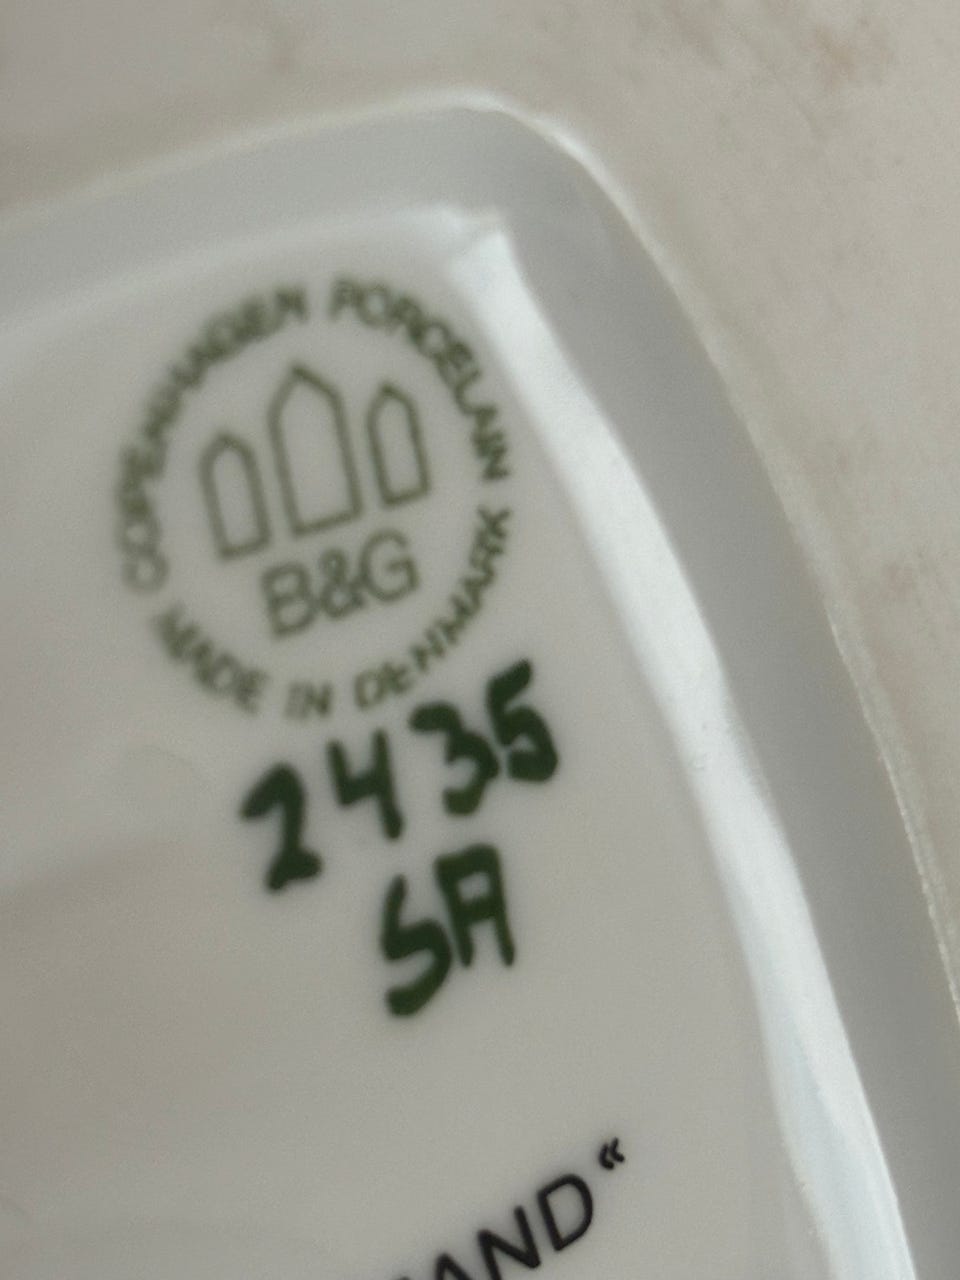 COPENHAGEN PORCELAIN
B&G
MADE IN DENMARK
2435
SA
AND“